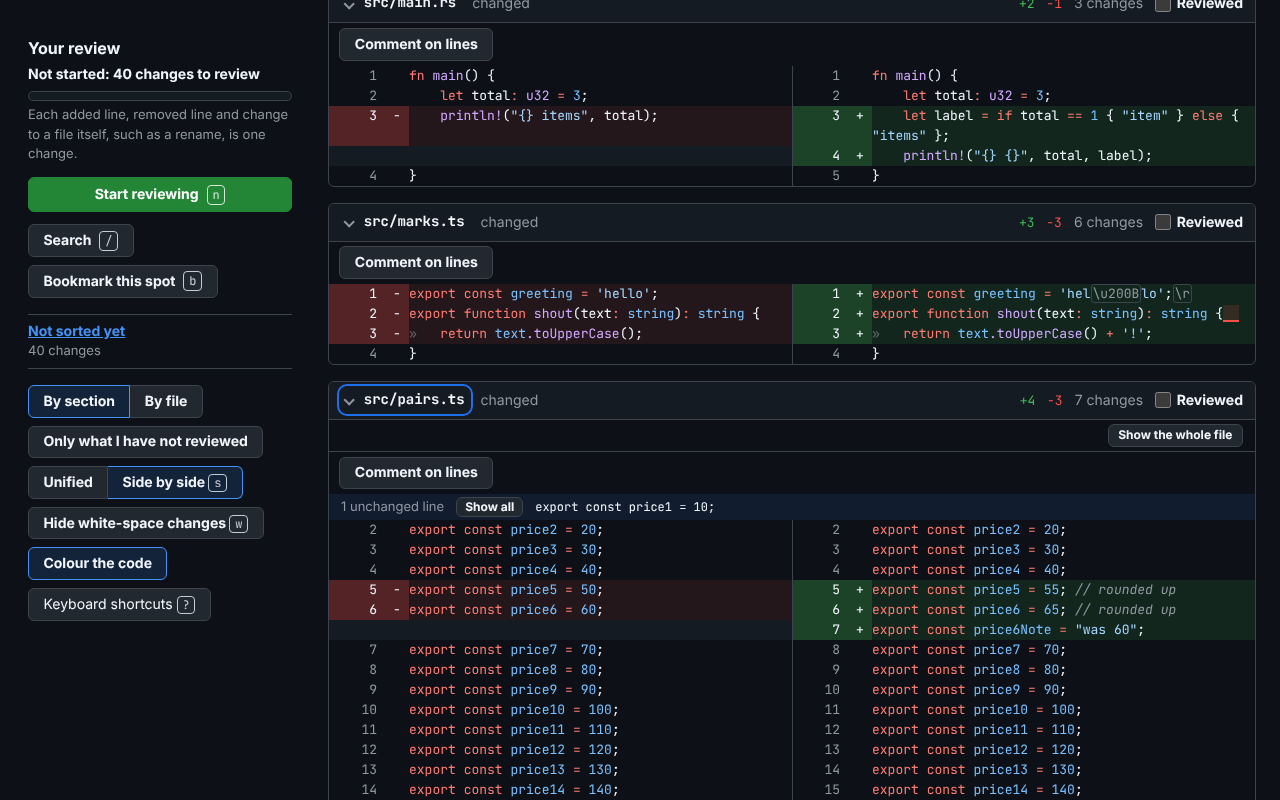 Your review
Not started: 40 changes to review
Each added line, removed line and change
to a file itself, such as a rename, is one
change.
Start reviewing n
Search /
Bookmark this spot b
Not sorted yet
40 changes
By section By file
Only what I have not reviewed
Unified Side by side s
Hide white-space changes w
Colour the code
Keyboard shortcuts ?
src/main.rs changed +2 -1 3 changes Reviewed
Comment on lines
1 fn main() { 1 fn main() {
2 let total: u32 = 3; 2 let total: u32 = 3;
3 - println!("{} items", total); 3 + let label = if total == 1 { "item" } else {
"items" };
4 + println!("{} {}", total, label);
4 } 5 }
src/marks.ts changed +3 -3 6 changes Reviewed
Comment on lines
1 - export const greeting = 'hello'; 1 + export const greeting = 'hel\u200Blo';\r
2 - export function shout(text: string): string { 2 + export function shout(text: string): string {
3 - » return text.toUpperCase(); 3 + » return text.toUpperCase() + '!';
4 } 4 }
src/pairs.ts changed +4 -3 7 changes Reviewed
Show the whole file
Comment on lines
1 unchanged line Show all export const price1 = 10;
2 export const price2 = 20; 2 export const price2 = 20;
3 export const price3 = 30; 3 export const price3 = 30;
4 export const price4 = 40; 4 export const price4 = 40;
5 - export const price5 = 50; 5 + export const price5 = 55; // rounded up
6 - export const price6 = 60; 6 + export const price6 = 65; // rounded up
7 + export const price6Note = "was 60";
7 export const price7 = 70; 8 export const price7 = 70;
8 export const price8 = 80; 9 export const price8 = 80;
9 export const price9 = 90; 10 export const price9 = 90;
10 export const price10 = 100; 11 export const price10 = 100;
11 export const price11 = 110; 12 export const price11 = 110;
12 export const price12 = 120; 13 export const price12 = 120;
13 export const price13 = 130; 14 export const price13 = 130;
14 export const price14 = 140; 15 export const price14 = 140;